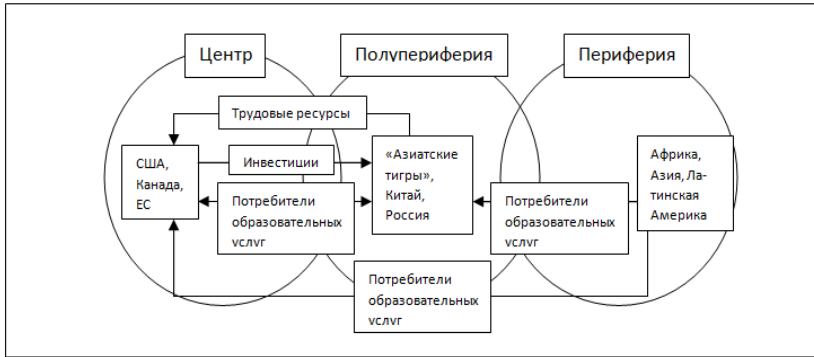 Центр
Полупериферия
Периферия
Трудовые ресурсы
США,
Канада,
ЕС
Инвестиции
«Азиатские
тигры»,
Китай,
Россия
Африка,
Азия, Ла-
тинская
Америка
Потребители
образовательных
услуг
Потребители
образовательных
услуг
Потребители
образовательных
услуг